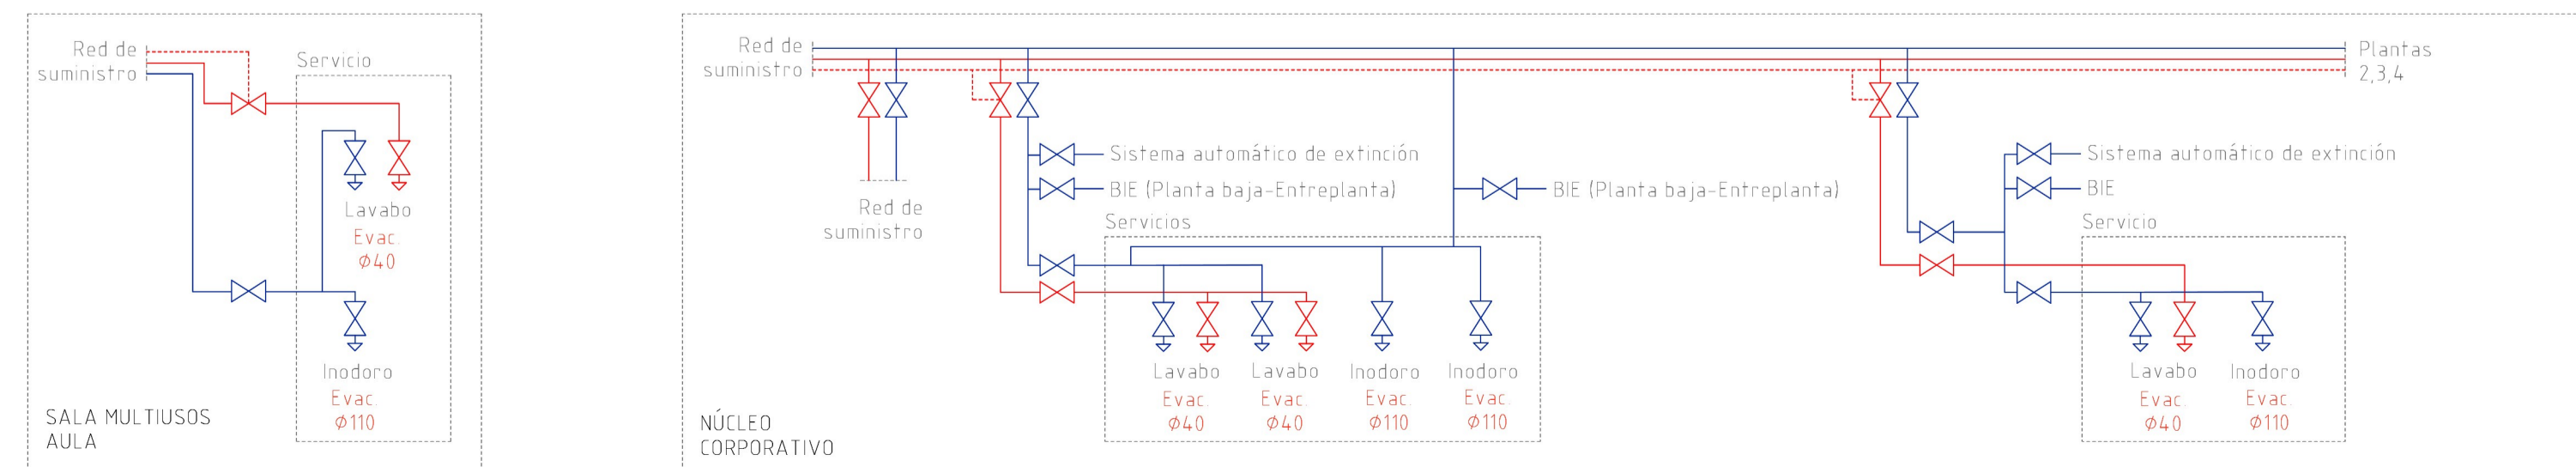 Red de
suministro
Servicio
Lavabo
Evac.
Ø40
Inodoro
Evac.
Ø110
SALA MULTIUSOS
AULA
Red de
suministro
Plantas
2,3,4
Red de
suministro
Sistema automático de extinción
BIE (Planta baja-Entreplanta)
BIE (Planta baja-Entreplanta)
Servicios
Lavabo
Evac.
Ø40
Lavabo
Evac.
Ø40
Inodoro
Evac.
Ø110
Inodoro
Evac.
Ø110
Sistema automático de extinción
BIE
Servicio
Lavabo
Evac.
Ø40
Inodoro
Evac.
Ø110
NÚCLEO
CORPORATIVO